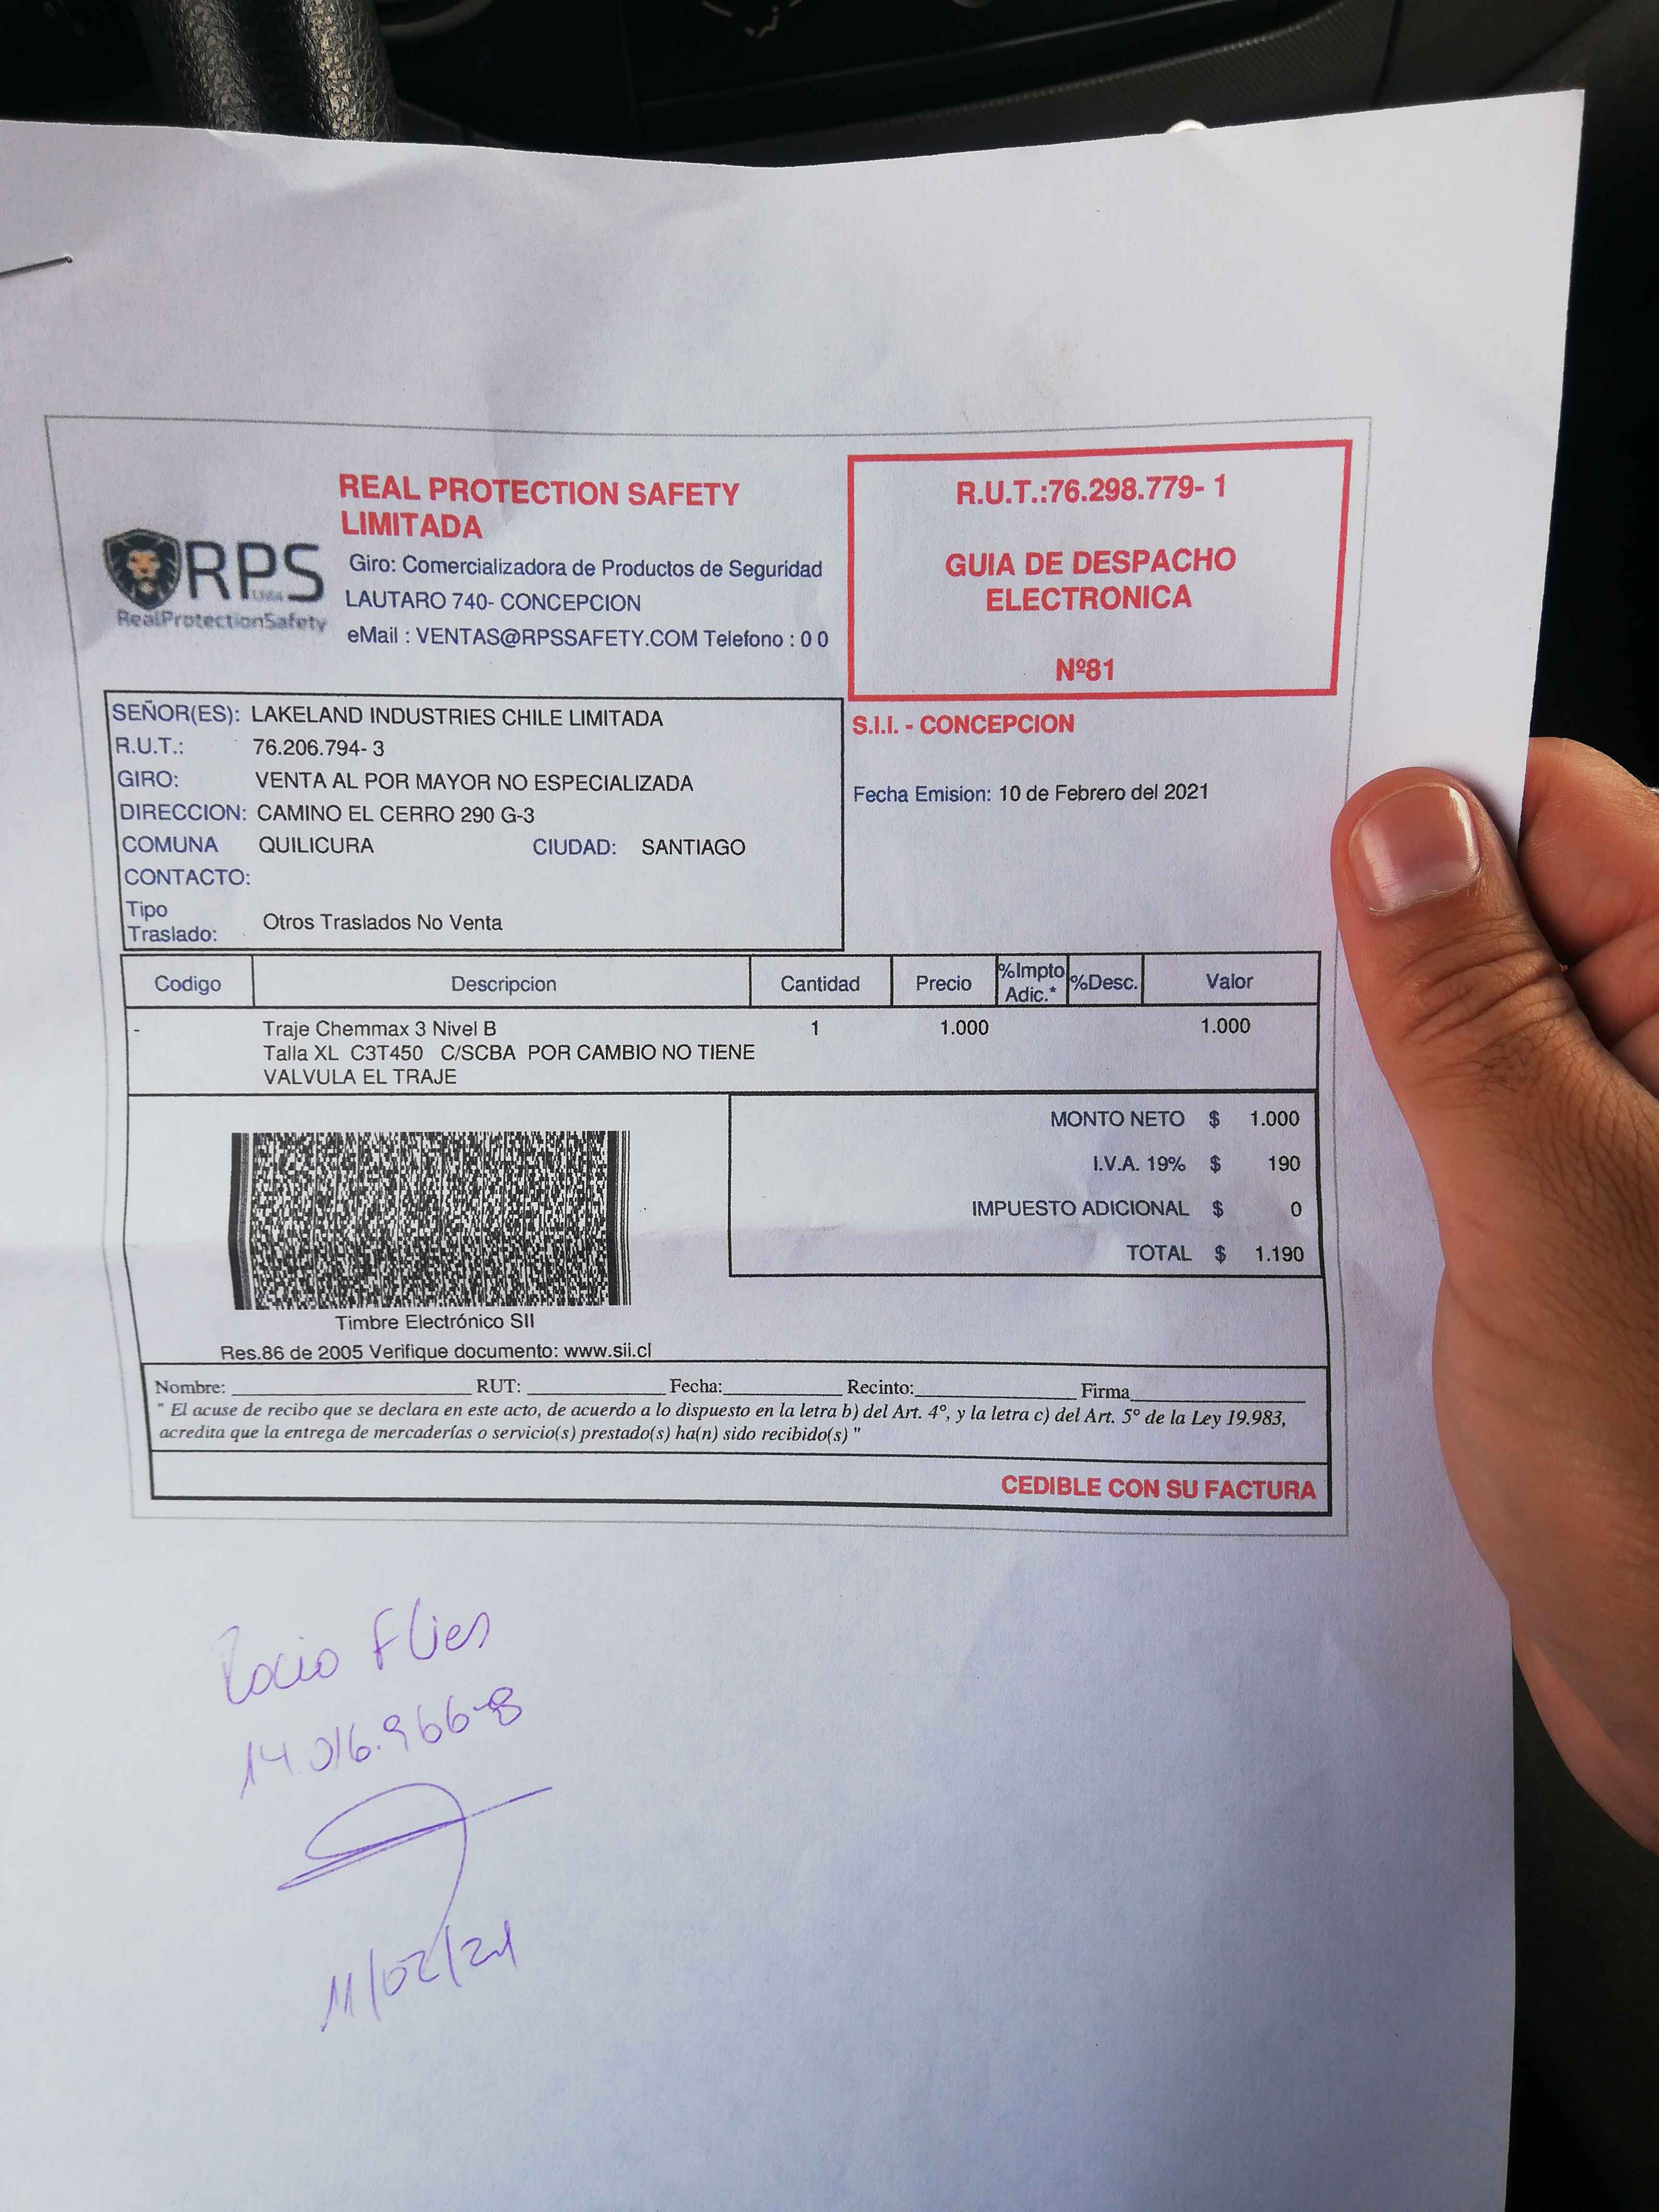 REAL PROTECTION SAFETY
LIMITADA
RPS
RealProtectionSafety
Giro: Comercializadora de Productos de Seguridad
LAUTARO 740- CONCEPCION
eMail : VENTAS@RPSSAFETY.COM Telefono : 0 0
R.U.T.:76.298.779- 1
GUIA DE DESPACHO
ELECTRONICA
Nº81
S.I.I. - CONCEPCION
Fecha Emision: 10 de Febrero del 2021
SEÑOR(ES): LAKELAND INDUSTRIES CHILE LIMITADA
R.U.T.: 76.206.794- 3
GIRO: VENTA AL POR MAYOR NO ESPECIALIZADA
DIRECCION: CAMINO EL CERRO 290 G-3
COMUNA QUILICURA CIUDAD: SANTIAGO
CONTACTO:
Tipo
Traslado: Otros Traslados No Venta
Codigo Descripcion Cantidad Precio %Impto Adic.* %Desc. Valor
- Traje Chemmax 3 Nivel B 1 1.000 1.000
Talla XL C3T450 C/SCBA POR CAMBIO NO TIENE
VALVULA EL TRAJE
MONTO NETO $ 1.000
I.V.A. 19% $ 190
IMPUESTO ADICIONAL $ 0
TOTAL $ 1.190
Timbre Electrónico SII
Res.86 de 2005 Verifique documento: www.sii.cl
Nombre: RUT: Fecha: Recinto: Firma
" El acuse de recibo que se declara en este acto, de acuerdo a lo dispuesto en la letra b) del Art. 4°, y la letra c) del Art. 5° de la Ley 19.983,
acredita que la entrega de mercaderías o servicio(s) prestado(s) ha(n) sido recibido(s) "
CEDIBLE CON SU FACTURA
Rocio Flies
14.016.966-8
11/02/21